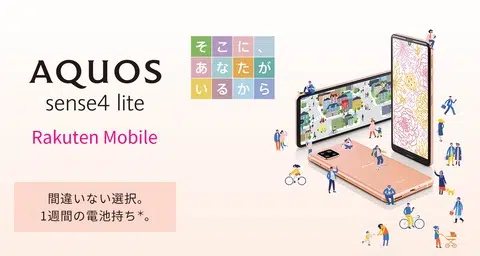 AQUOS
sense4 lite
Rakuten Mobile
そこに、
あなたが
いるから
間違いない選択。
1週間の電池持ち*。